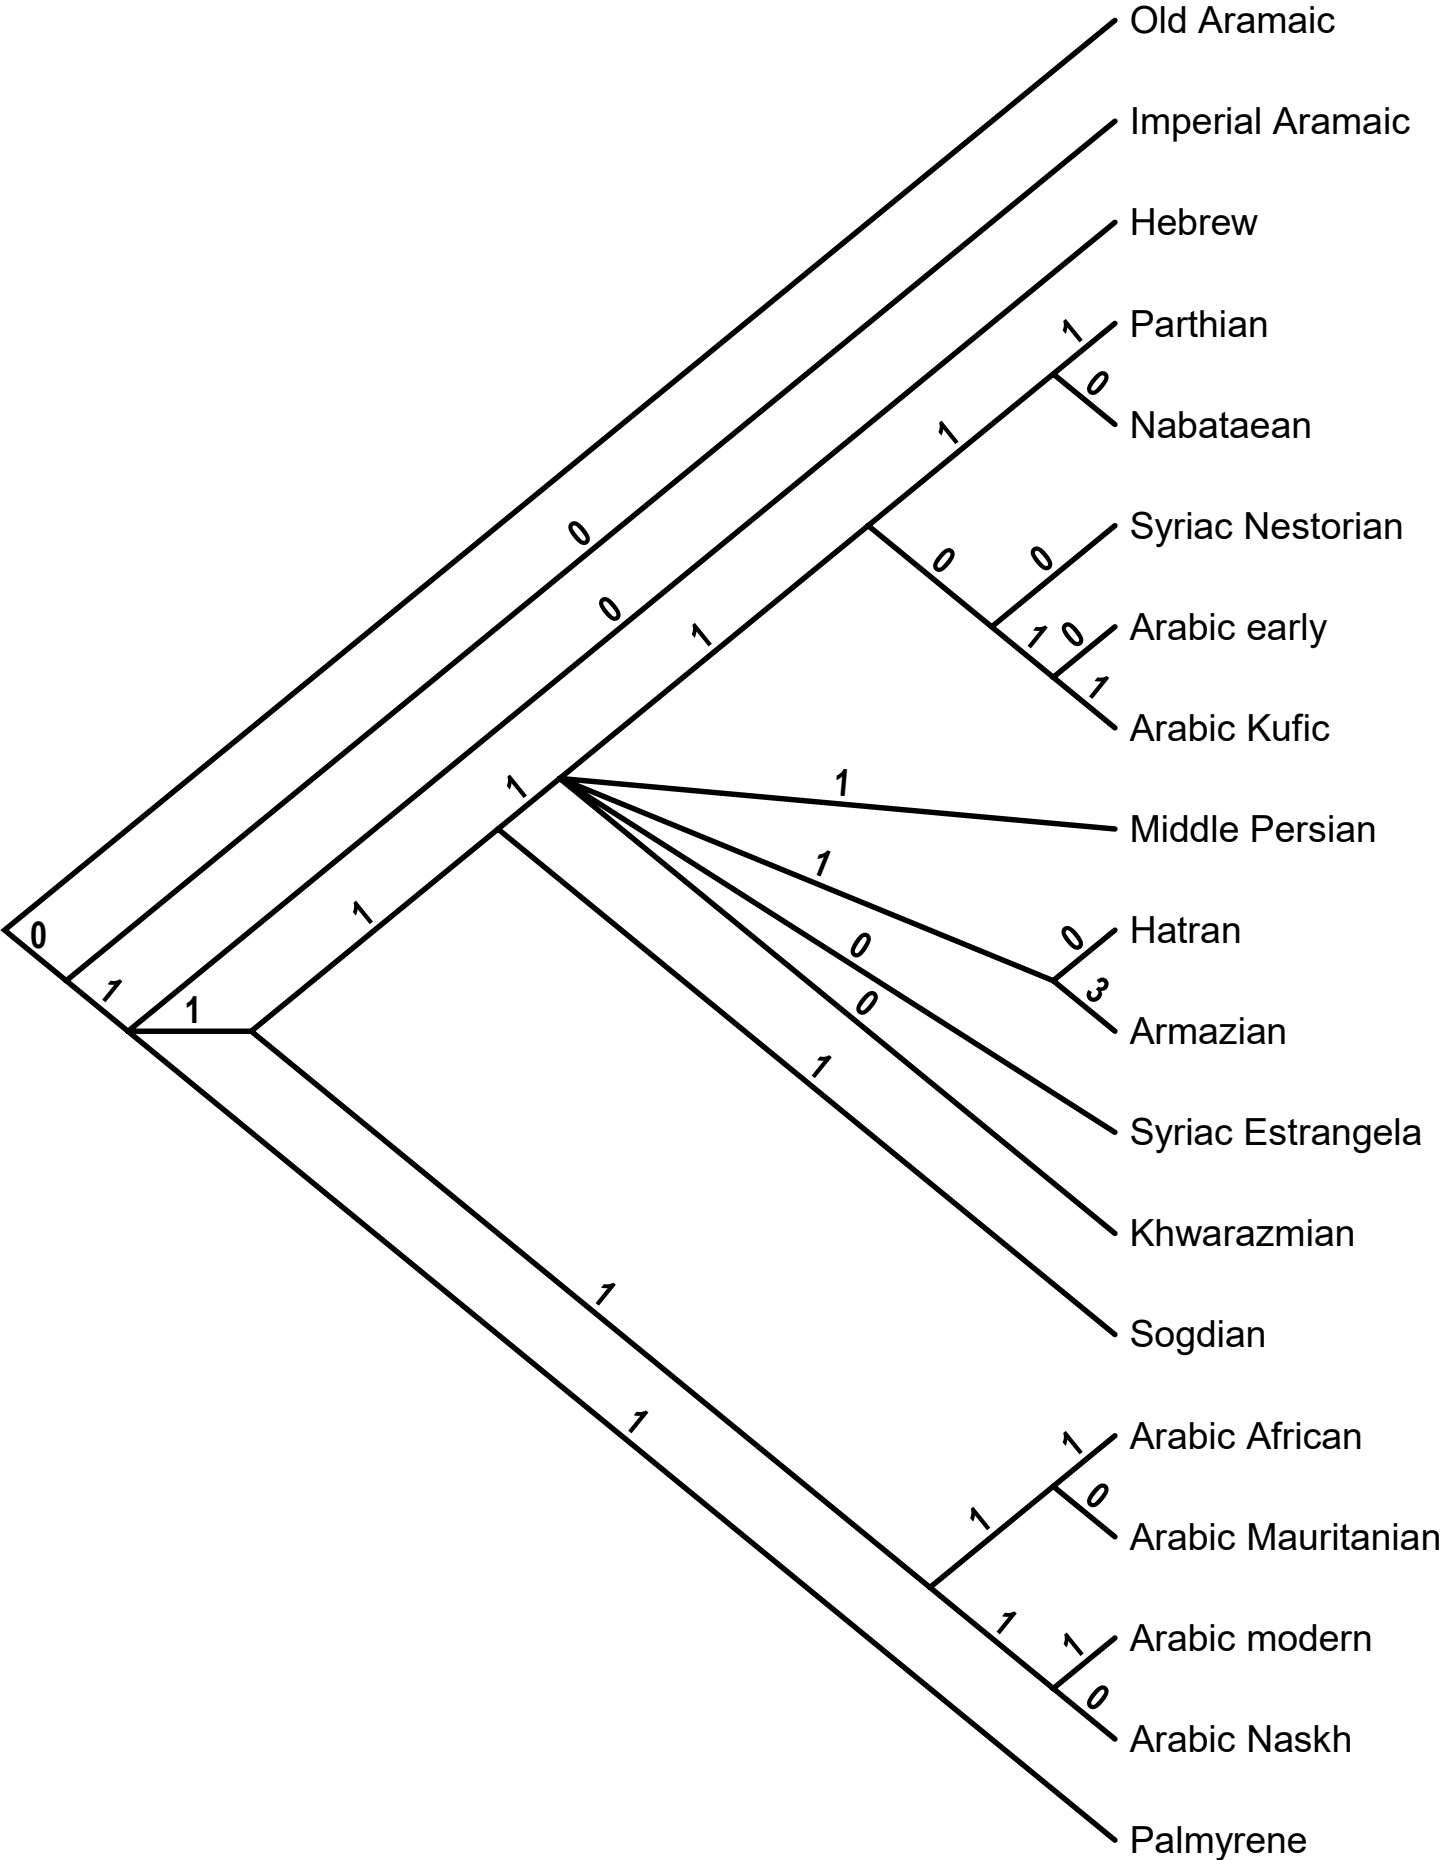 Old Aramaic
Imperial Aramaic
Hebrew
1 Parthian
0
1 Nabataean
0
Syriac Nestorian
0 0
0
1 0 Arabic early
1
1
Arabic Kufic
1
1
Middle Persian
1
1
0 Hatran
0
0
1
3
0
1
Armazian
1
Syriac Estrangela
Khwarazmian
1
Sogdian
1
1 Arabic African
0
1
Arabic Mauritanian
1
1 Arabic modern
0
Arabic Naskh
Palmyrene